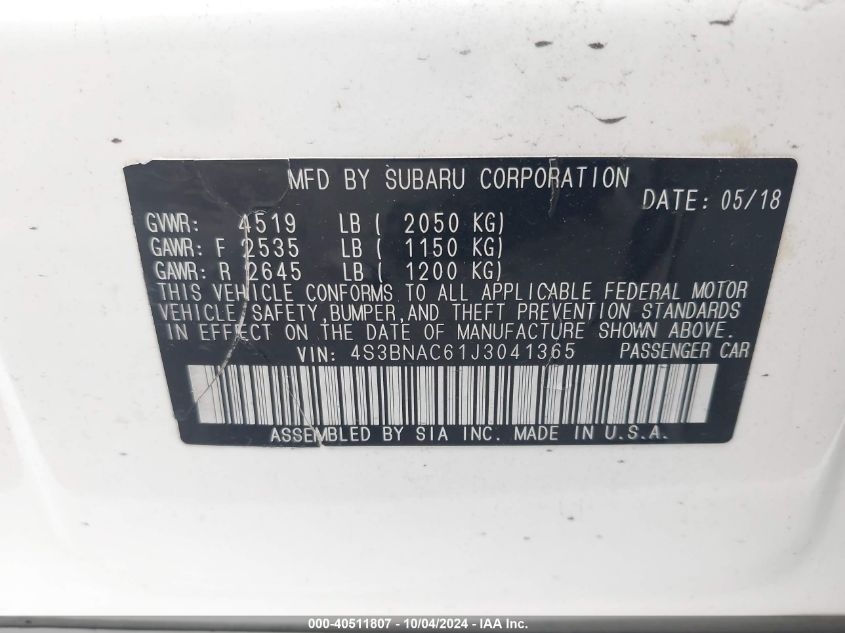 MFD BY SUBARU CORPORATION
DATE: 05/18
GVWR: 4519 LB ( 2050 KG)
GAWR: F 2535 LB ( 1150 KG)
GAWR: R 2645 LB ( 1200 KG)
THIS VEHICLE CONFORMS TO ALL APPLICABLE FEDERAL MOTOR
VEHICLE SAFETY,BUMPER,AND THEFT PREVENTION STANDARDS
IN EFFECT ON THE DATE OF MANUFACTURE SHOWN ABOVE.
VIN: 4S3BNAC61J3041365 PASSENGER CAR
ASSEMBLED BY SIA INC. MADE IN U.S.A.
000-40511807 - 10/04/2024 - IAA Inc.